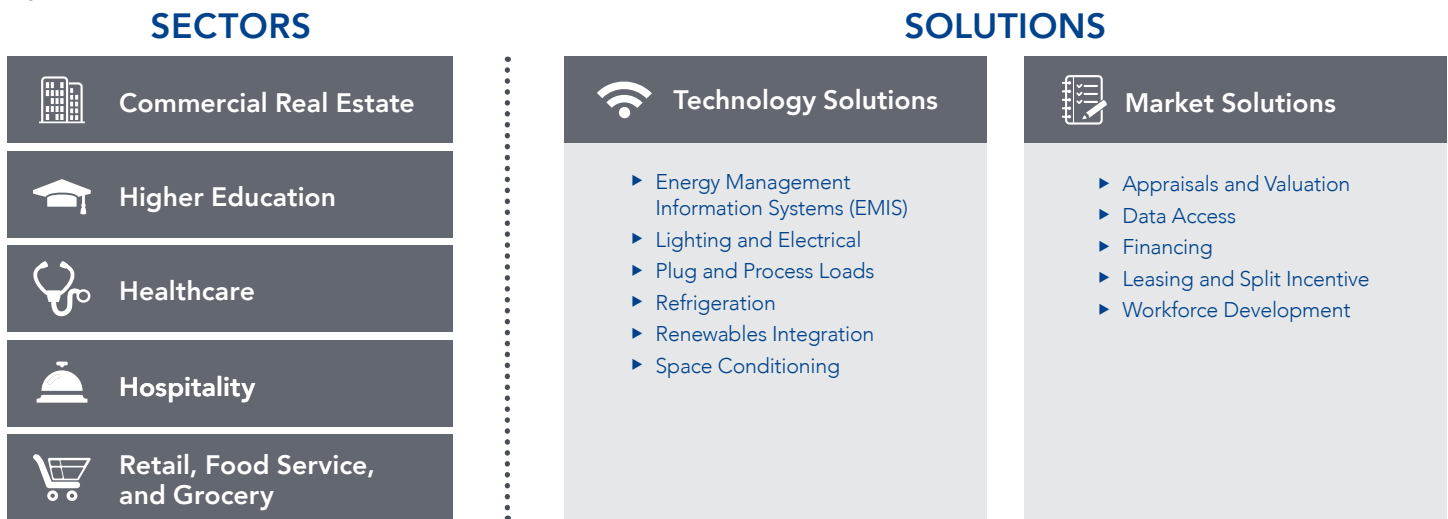 SECTORS
Commercial Real Estate
Higher Education
Healthcare
Hospitality
Retail, Food Service,
and Grocery
SOLUTIONS
Technology Solutions
Energy Management
Information Systems (EMIS)
Lighting and Electrical
Plug and Process Loads
Refrigeration
Renewables Integration
Space Conditioning
Market Solutions
Appraisals and Valuation
Data Access
Financing
Leasing and Split Incentive
Workforce Development